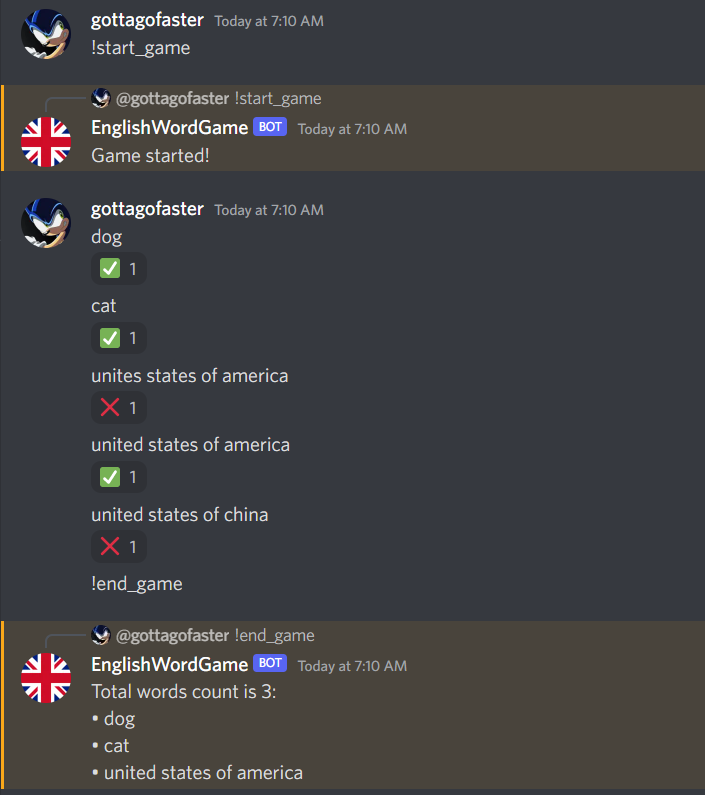 gottagofaster Today at 7:10 AM
!start_game
@gottagofaster !start_game
EnglishWordGame BOT Today at 7:10 AM
Game started!
gottagofaster Today at 7:10 AM
dog
✅ 1
cat
✅ 1
unites states of america
❌ 1
united states of america
✅ 1
united states of china
❌ 1
!end_game
@gottagofaster !end_game
EnglishWordGame BOT Today at 7:10 AM
Total words count is 3:
• dog
• cat
• united states of america